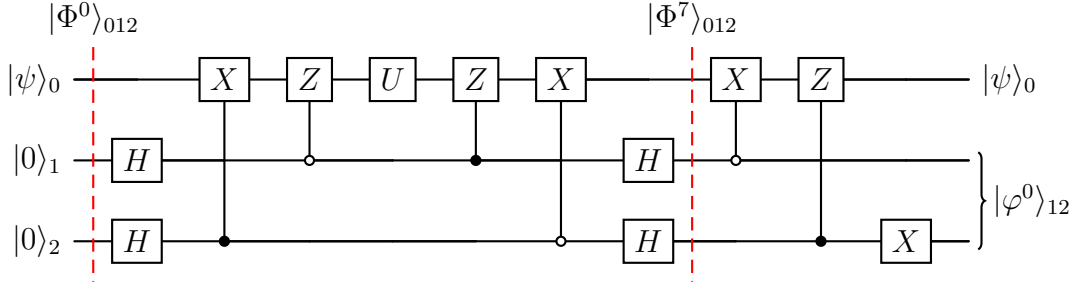 |Φ⁰⟩₀₁₂ |Φ⁷⟩₀₁₂
|ψ⟩₀ X Z U Z X X Z |ψ⟩₀
|0⟩₁ H H
|φ⁰⟩₁₂
|0⟩₂ H H X